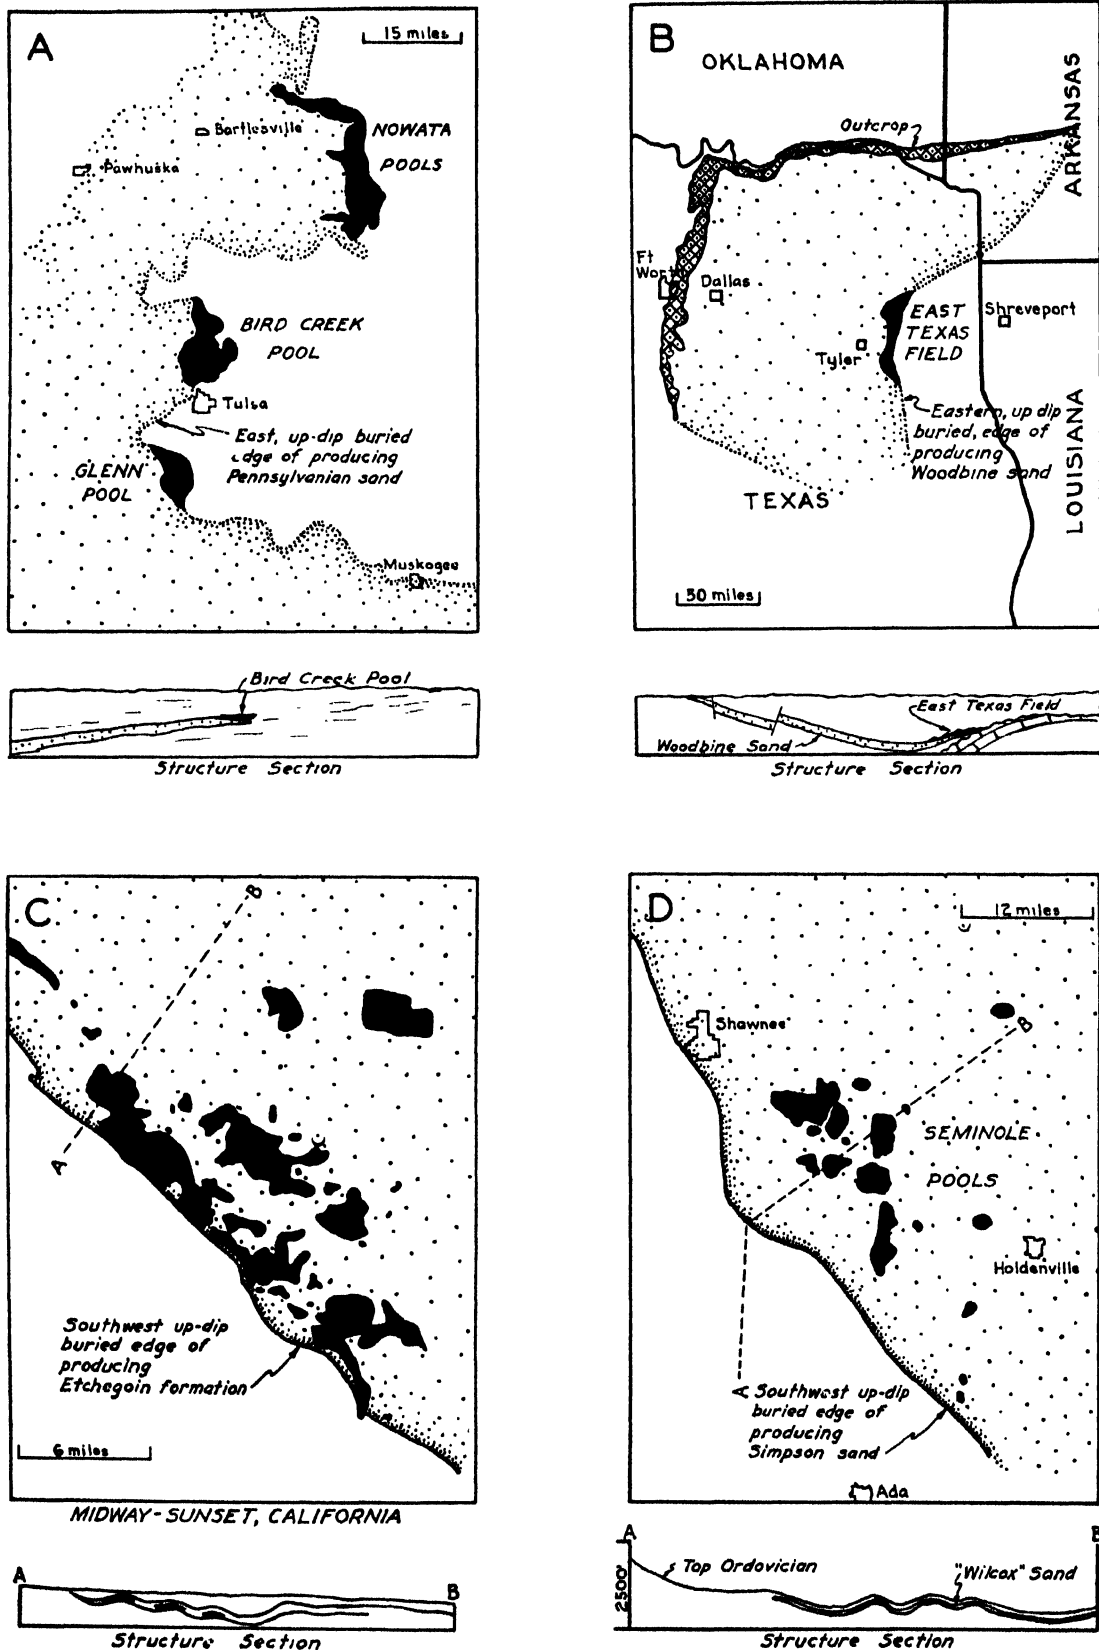 A
15 miles
Bartlesville
NOWATA
POOLS
Pawhuska
BIRD CREEK
POOL
Tulsa
East, up-dip buried
edge of producing
Pennsylvanian sand
GLENN
POOL
Muskogee
Bird Creek Pool
Structure Section
B
OKLAHOMA
ARKANSAS
Outcrop
Ft
Worth
Dallas
EAST
TEXAS
FIELD
Shreveport
Tyler
Eastern, up dip
buried, edge of
producing
Woodbine sand
TEXAS
LOUISIANA
50 miles
East Texas Field
Woodbine Sand
Structure Section
C
B
A
Southwest up-dip
buried edge of
producing
Etchegoin formation
6 miles
MIDWAY-SUNSET, CALIFORNIA
A
B
Structure Section
D
12 miles
Shawnee
B
SEMINOLE
POOLS
Holdenville
A
Southwest up-dip
buried edge of
producing
Simpson sand
Ada
A
B
2500'
Top Ordovician
"Wilcox" Sand
Structure Section